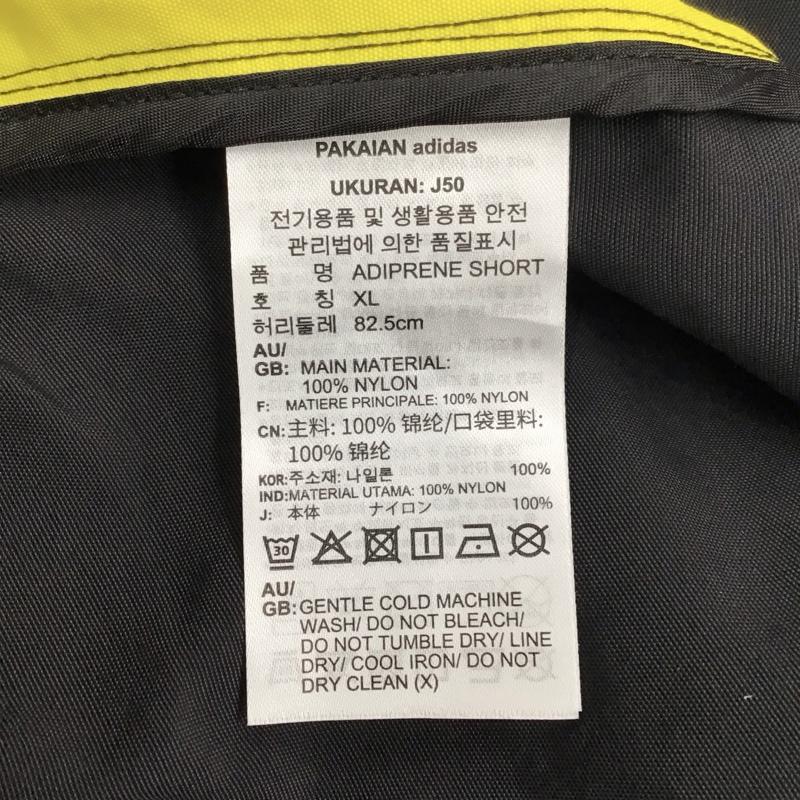 PAKAIAN adidas
UKURAN: J50
전기용품 및 생활용품 안전
관리법에 의한 품질표시
품 명 ADIPRENE SHORT
호 칭 XL
허리둘레 82.5cm
AU/
GB: MAIN MATERIAL:
100% NYLON
F: MATIERE PRINCIPALE: 100% NYLON
CN:主料: 100% 锦纶/口袋里料:
100% 锦纶
KOR:주소재: 나일론 100%
IND:MATERIAL UTAMA: 100% NYLON
J: 本体 ナイロン 100%
30
AU/
GB:GENTLE COLD MACHINE
WASH/ DO NOT BLEACH/
DO NOT TUMBLE DRY/ LINE
DRY/ COOL IRON/ DO NOT
DRY CLEAN (X)